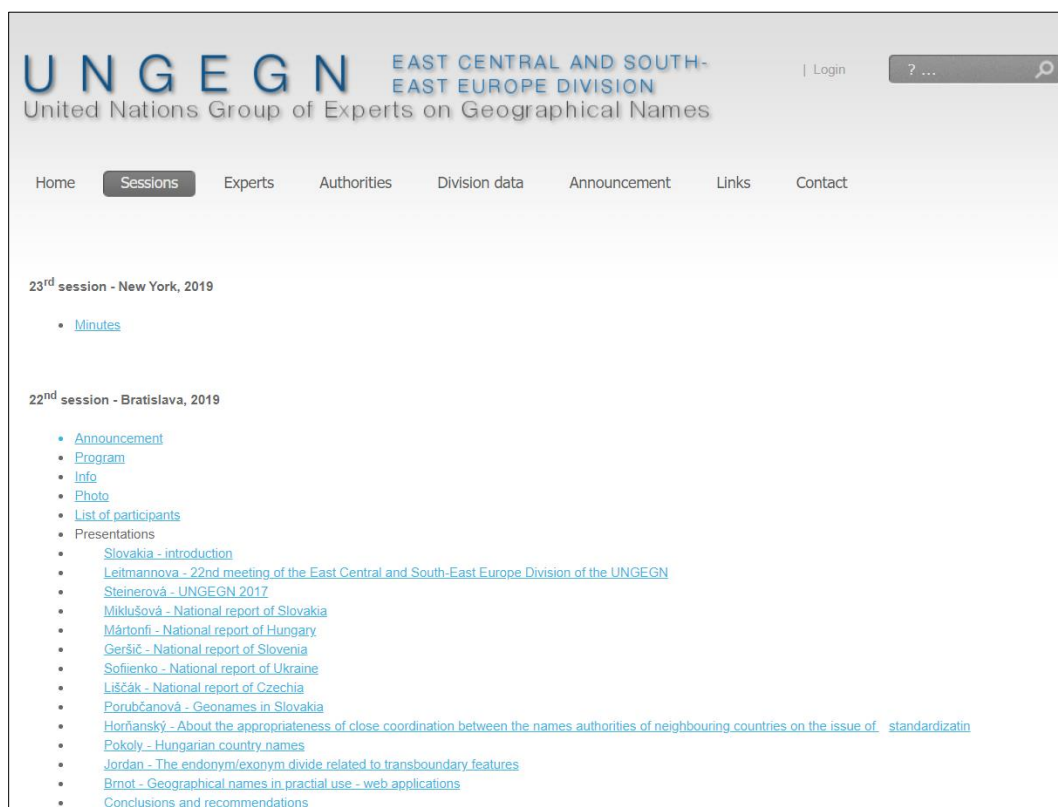 UNGEGN EAST CENTRAL AND SOUTH-
EAST EUROPE DIVISION
United Nations Group of Experts on Geographical Names
| Login
? ...
Home Sessions Experts Authorities Division data Announcement Links Contact
23rd session - New York, 2019
• Minutes
22nd session - Bratislava, 2019
• Announcement
• Program
• Info
• Photo
• List of participants
• Presentations
• Slovakia - introduction
• Leitmannova - 22nd meeting of the East Central and South-East Europe Division of the UNGEGN
• Steinerová - UNGEGN 2017
• Miklušová - National report of Slovakia
• Mártonfi - National report of Hungary
• Geršič - National report of Slovenia
• Sofiienko - National report of Ukraine
• Liščák - National report of Czechia
• Porubčanová - Geonames in Slovakia
• Horňanský - About the appropriateness of close coordination between the names authorities of neighbouring countries on the issue of standardizatin
• Pokoly - Hungarian country names
• Jordan - The endonym/exonym divide related to transboundary features
• Brnot - Geographical names in practial use - web applications
• Conclusions and recommendations